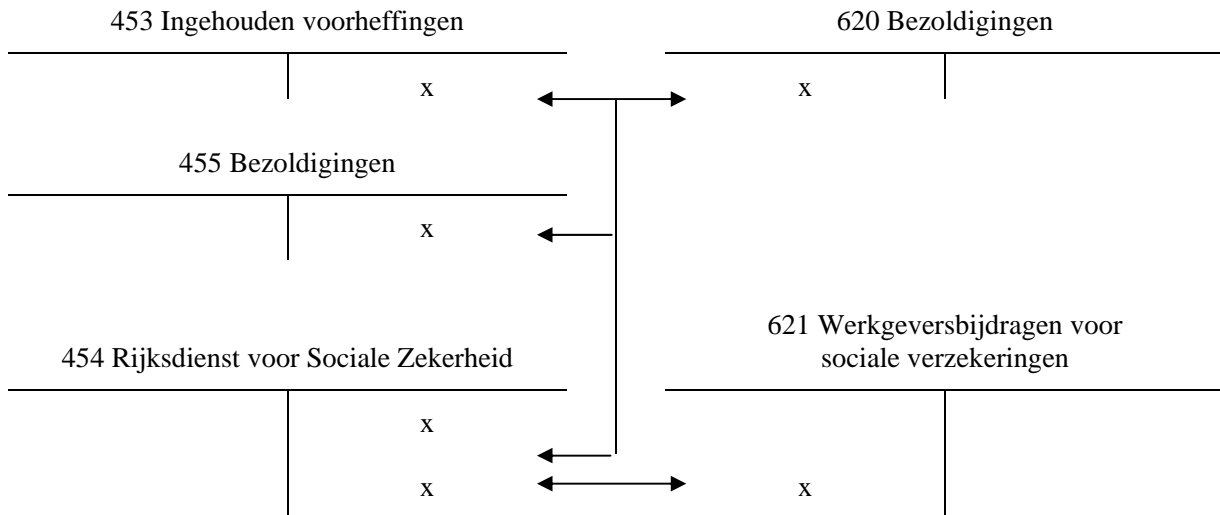 453 Ingehouden voorheffingen
620 Bezoldigingen
x
x
455 Bezoldigingen
x
454 Rijksdienst voor Sociale Zekerheid
621 Werkgeversbijdragen voor
sociale verzekeringen
x
x
x